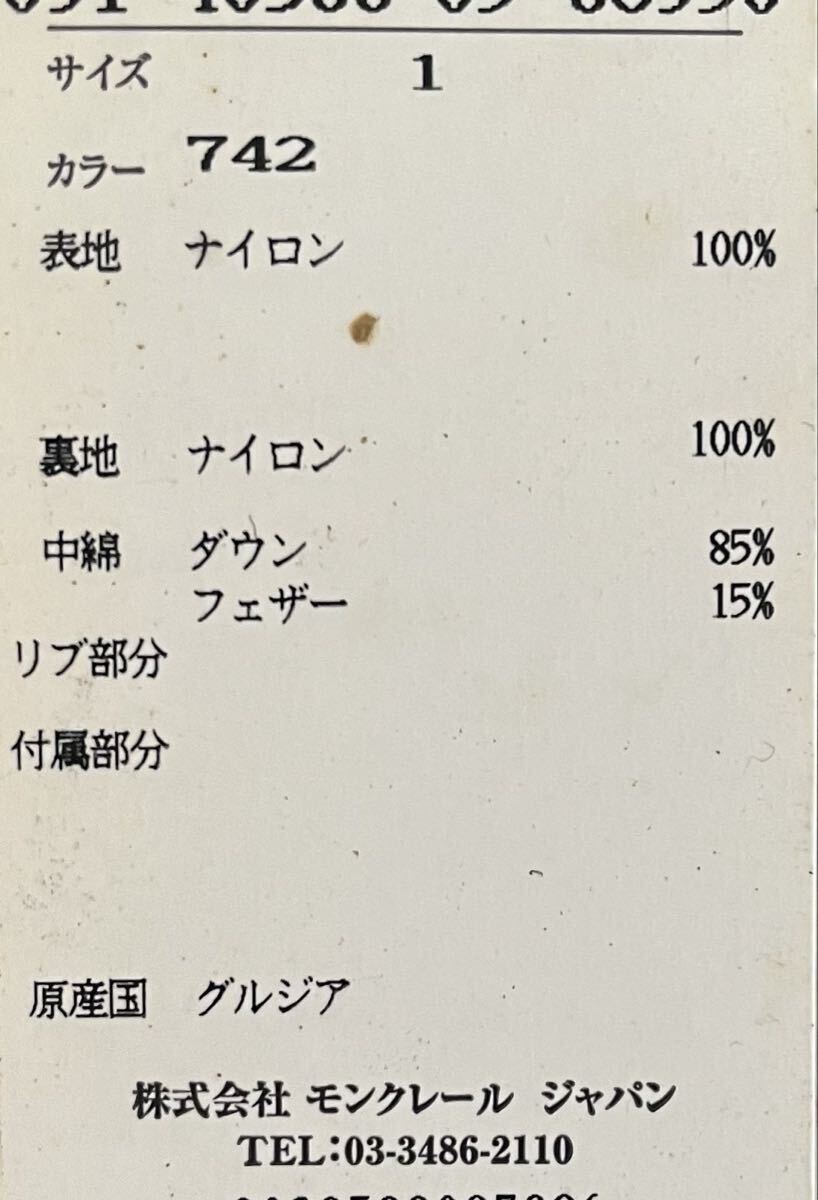 サイズ 1
カラー 742
表地 ナイロン 100%
裏地 ナイロン 100%
中綿 ダウン 85%
フェザー 15%
リブ部分
付属部分
原産国 グルジア
株式会社 モンクレール ジャパン
TEL:03-3486-2110